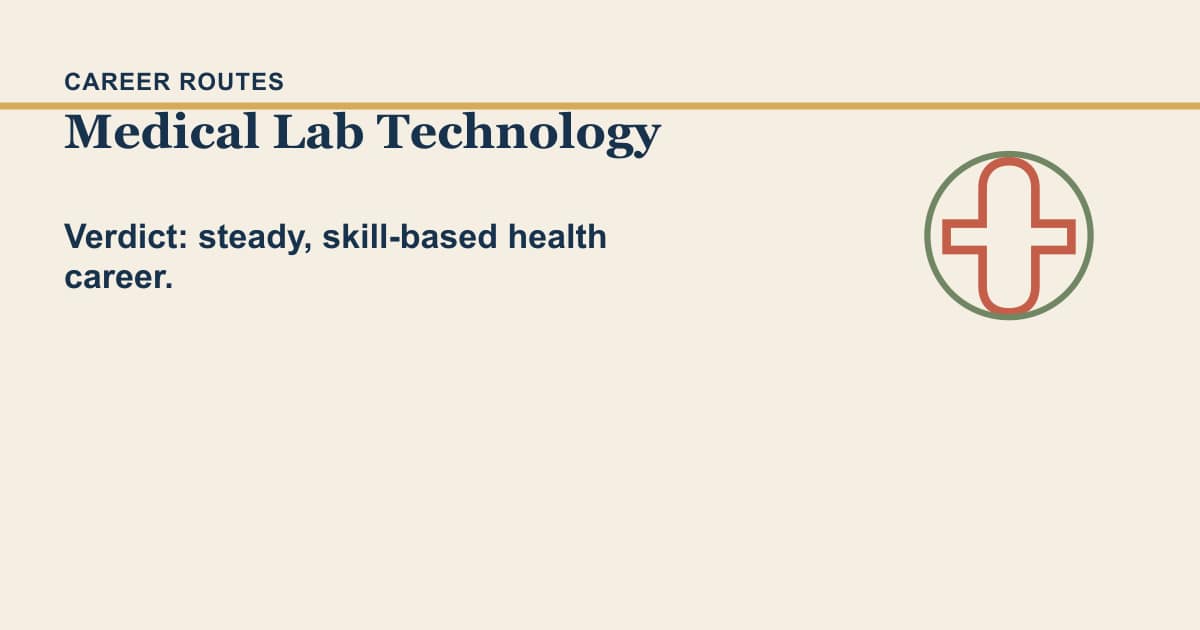 CAREER ROUTES
Medical Lab Technology
Verdict: steady, skill-based health
career.